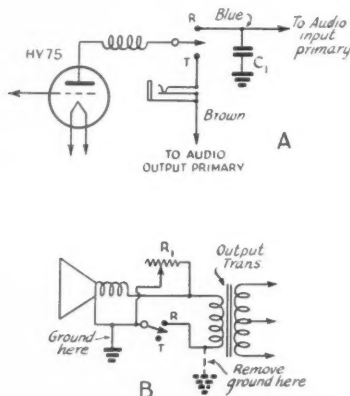 R
Blue
To Audio
input
primary
HY75
C1
T
Brown
TO AUDIO
OUTPUT PRIMARY
A
R1
Output
Trans.
R
T
Ground
here
Remove
ground here
B